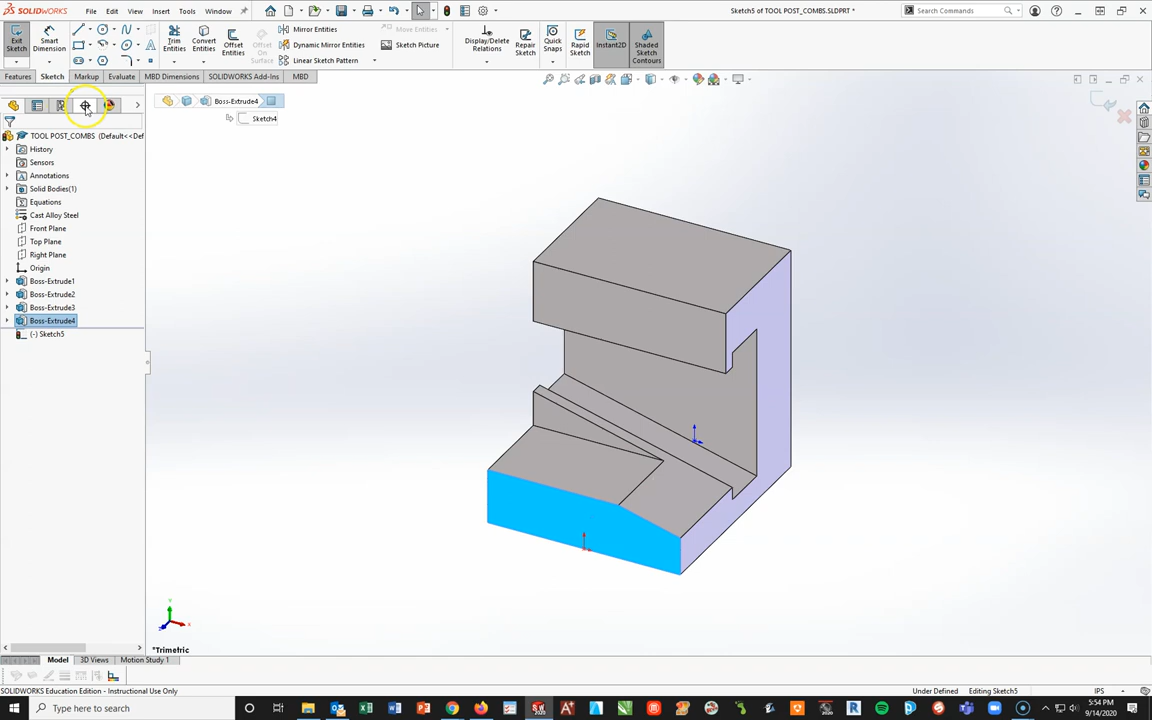 SOLIDWORKS File Edit View Insert Tools Window Sketch5 of TOOL POST_COMBS.SLDPRT * Search Commands
Exit Sketch Smart Dimension Trim Entities Convert Entities Offset Entities Offset On Surface Mirror Entities Dynamic Mirror Entities Linear Sketch Pattern Move Entities Sketch Picture Display/Delete Relations Repair Sketch Quick Snaps Rapid Sketch Instant2D Shaded Sketch Contours
Features Sketch Markup Evaluate MBD Dimensions SOLIDWORKS Add-Ins MBD
Boss-Extrude4
Sketch4
TOOL POST_COMBS (Default<<Def
History
Sensors
Annotations
Solid Bodies(1)
Equations
Cast Alloy Steel
Front Plane
Top Plane
Right Plane
Origin
Boss-Extrude1
Boss-Extrude2
Boss-Extrude3
Boss-Extrude4
(-) Sketch5
*Trimetric
Model 3D Views Motion Study 1
SOLIDWORKS Education Edition - Instructional Use Only Under Defined Editing Sketch5 IPS
Type here to search 5:54 PM
9/14/2020